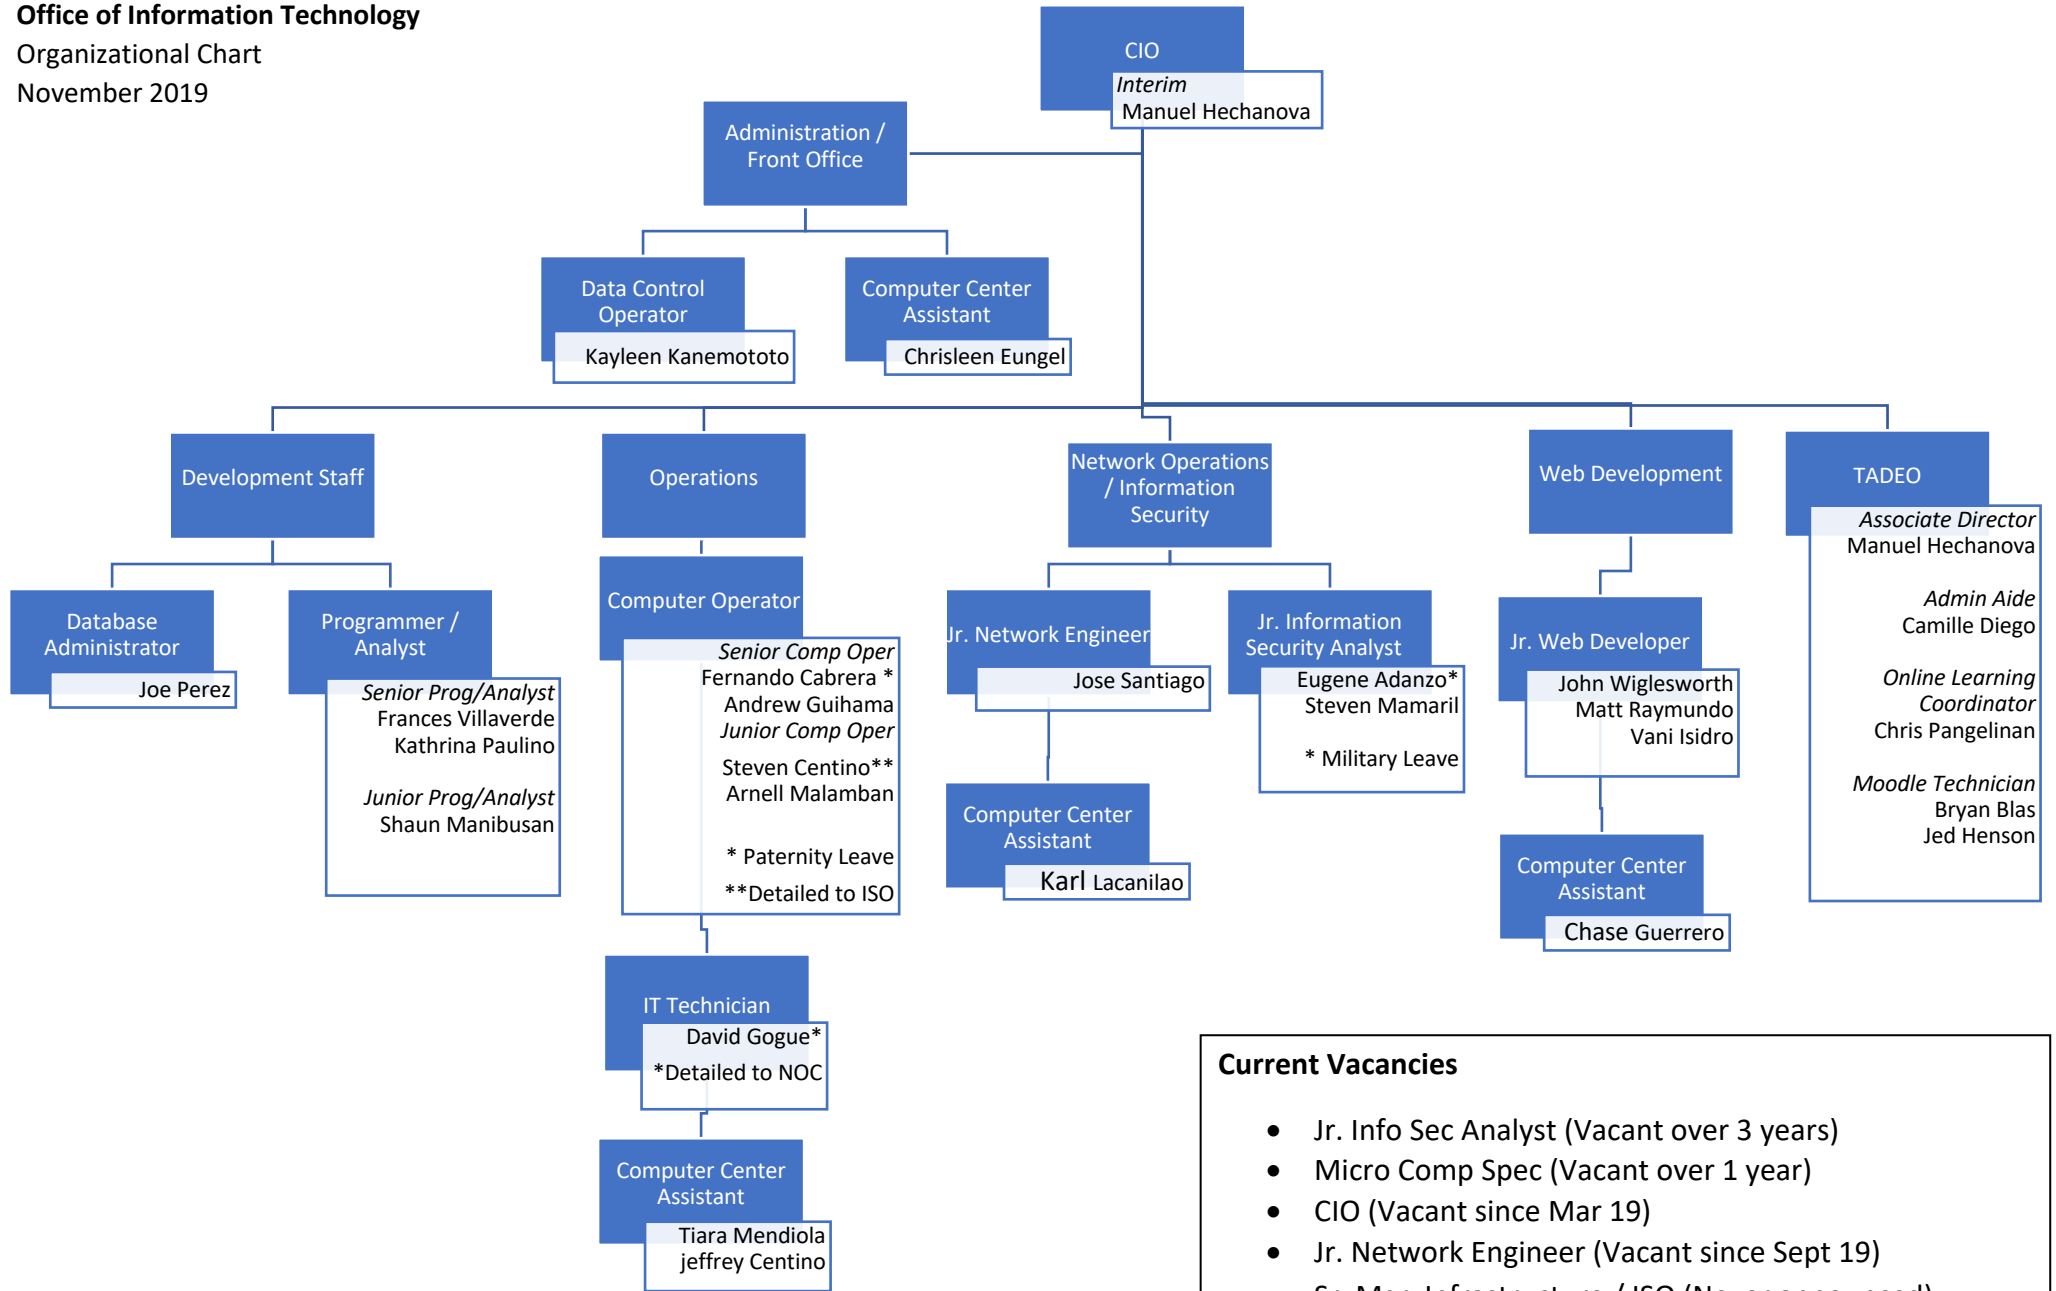 Office of Information Technology
Organizational Chart
November 2019
CIO
Interim
Manuel Hechanova
Administration /
Front Office
Data Control
Operator
Kayleen Kanemototo
Computer Center
Assistant
Chrisleen Eungel
Development Staff
Database
Administrator
Joe Perez
Programmer /
Analyst
Senior Prog/Analyst
Frances Villaverde
Kathrina Paulino
Junior Prog/Analyst
Shaun Manibusan
Operations
Computer Operator
Senior Comp Oper
Fernando Cabrera *
Andrew Guihama
Junior Comp Oper
Steven Centino**
Arnell Malamban
* Paternity Leave
**Detailed to ISO
IT Technician
David Gogue*
*Detailed to NOC
Computer Center
Assistant
Tiara Mendiola
jeffrey Centino
Network Operations
/ Information
Security
Jr. Network Engineer
Jose Santiago
Computer Center
Assistant
Karl Lacanilao
Jr. Information
Security Analyst
Eugene Adanzo*
Steven Mamaril
* Military Leave
Web Development
Jr. Web Developer
John Wiglesworth
Matt Raymundo
Vani Isidro
Computer Center
Assistant
Chase Guerrero
TADEO
Associate Director
Manuel Hechanova
Admin Aide
Camille Diego
Online Learning
Coordinator
Chris Pangelinan
Moodle Technician
Bryan Blas
Jed Henson
Current Vacancies
• Jr. Info Sec Analyst (Vacant over 3 years)
• Micro Comp Spec (Vacant over 1 year)
• CIO (Vacant since Mar 19)
• Jr. Network Engineer (Vacant since Sept 19)
Infrastructure / ISO (Never announced)